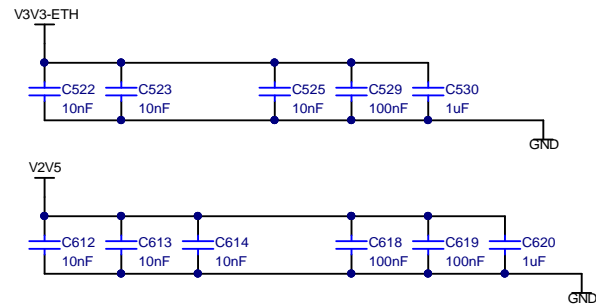 V3V3-ETH
C522 C523 C525 C529 C530
10nF 10nF 10nF 100nF 1uF
GND
V2V5
C612 C613 C614 C618 C619 C620
10nF 10nF 10nF 100nF 100nF 1uF
GND